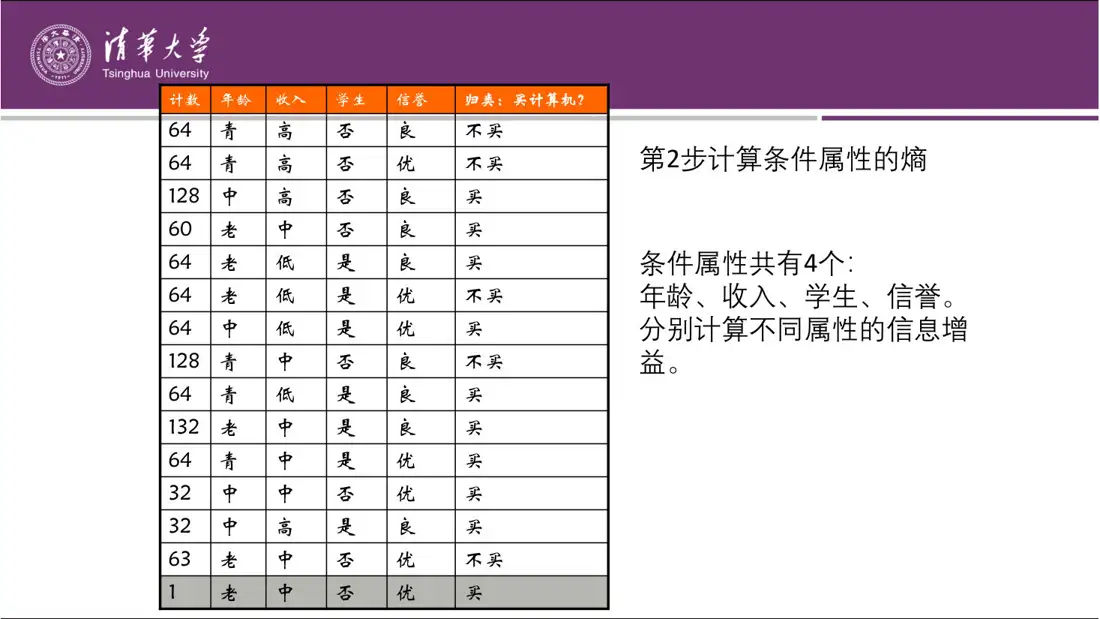 清华大学
Tsinghua University
计数 年龄 收入 学生 信誉 归类：买计算机？
64 青 高 否 良 不买
64 青 高 否 优 不买
128 中 高 否 良 买
60 老 中 否 良 买
64 老 低 是 良 买
64 老 低 是 优 不买
64 中 低 是 优 买
128 青 中 否 良 不买
64 青 低 是 良 买
132 老 中 是 良 买
64 青 中 是 优 买
32 中 中 否 优 买
32 中 高 是 良 买
63 老 中 否 优 不买
1 老 中 否 优 买
第2步计算条件属性的熵
条件属性共有4个：
年龄、收入、学生、信誉。
分别计算不同属性的信息增
益。